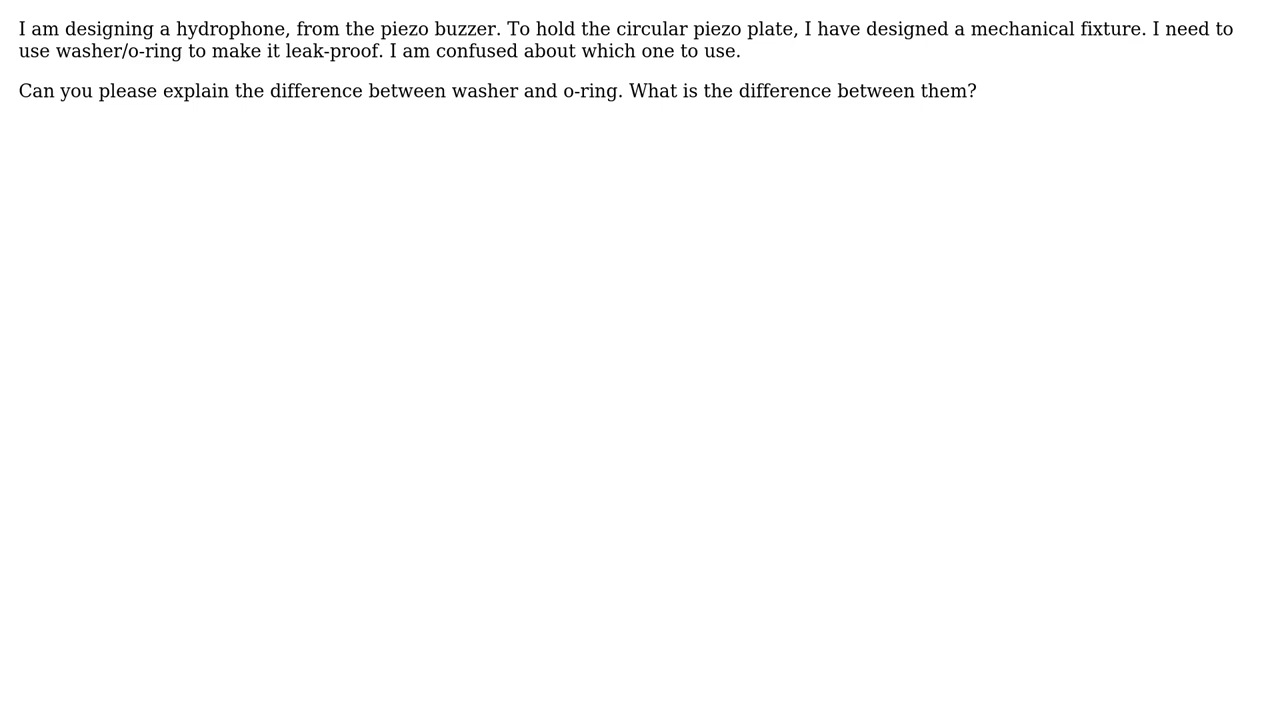 I am designing a hydrophone, from the piezo buzzer. To hold the circular piezo plate, I have designed a mechanical fixture. I need to
use washer/o-ring to make it leak-proof. I am confused about which one to use.
Can you please explain the difference between washer and o-ring. What is the difference between them?